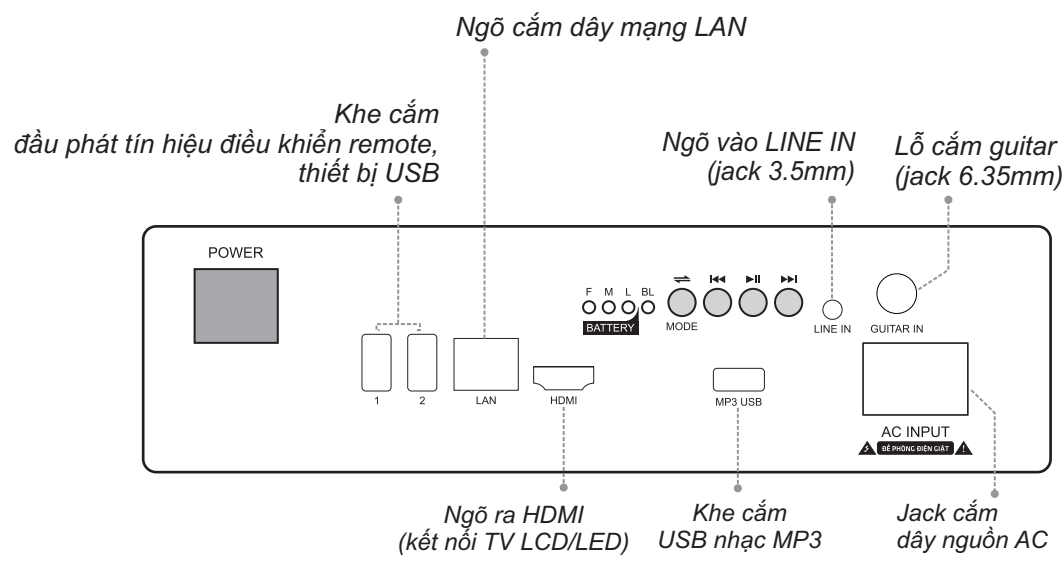 Ngõ cắm dây mạng LAN
Khe cắm
đầu phát tín hiệu điều khiển remote,
thiết bị USB
Ngõ vào LINE IN
(jack 3.5mm)
Lỗ cắm guitar
(jack 6.35mm)
POWER
F M L BL
BATTERY
MODE
LINE IN
GUITAR IN
1
2
LAN
HDMI
MP3 USB
AC INPUT
ĐỀ PHÒNG ĐIỆN GIẬT
Ngõ ra HDMI
(kết nối TV LCD/LED)
Khe cắm
USB nhạc MP3
Jack cắm
dây nguồn AC